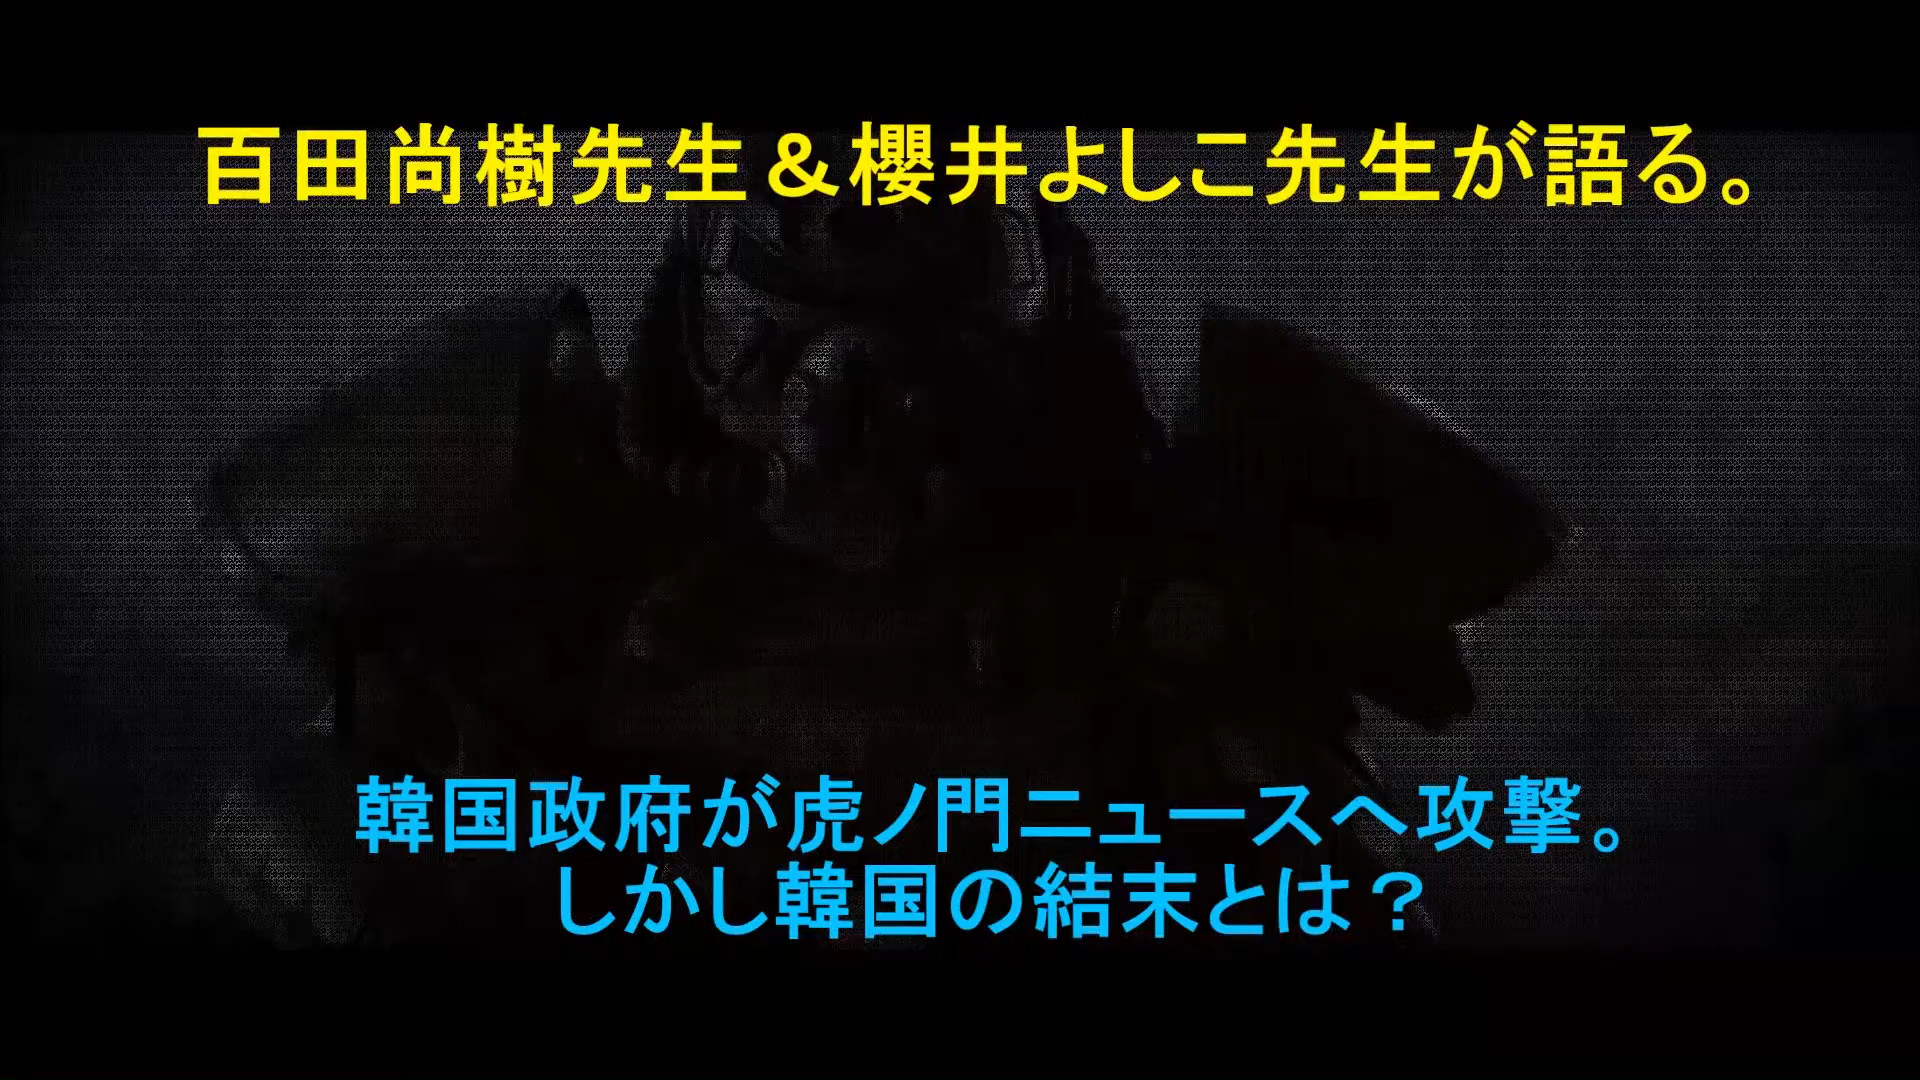 百田尚樹先生＆櫻井よしこ先生が語る。
韓国政府が虎ノ門ニュースへ攻撃。
しかし韓国の結末とは？